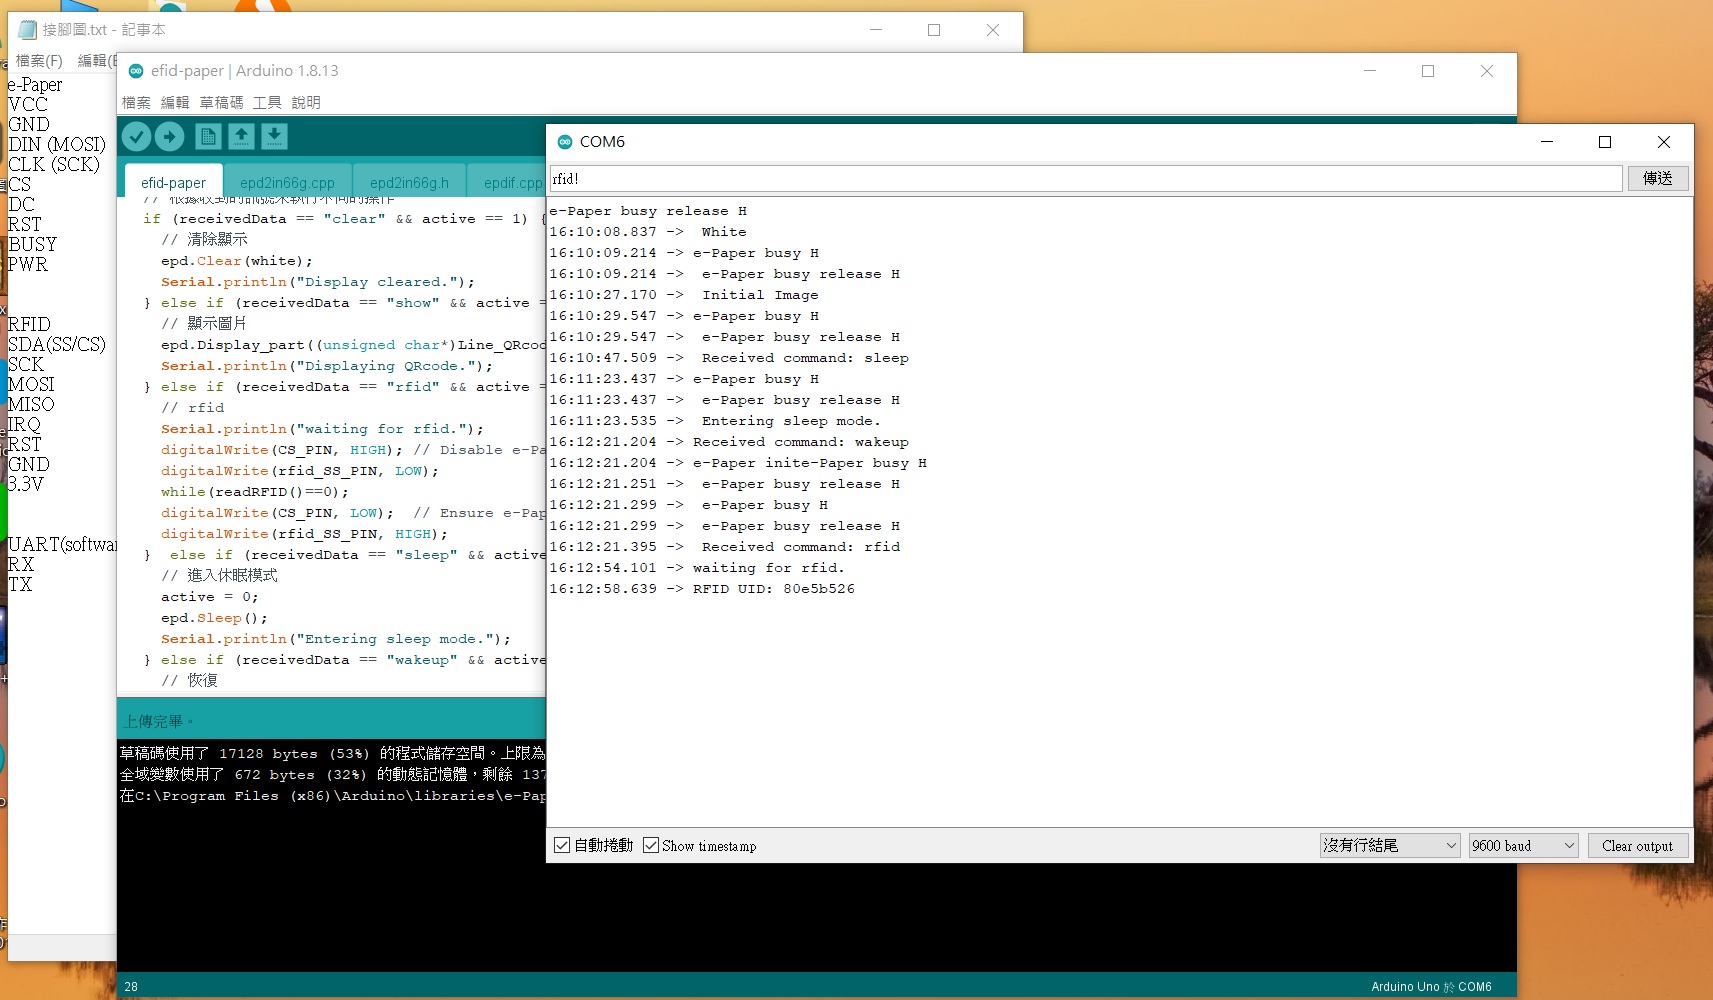 接腳圖.txt - 記事本
檔案(F) 編輯(E
e-Paper
VCC
GND
DIN (MOSI)
CLK (SCK)
CS
DC
RST
BUSY
PWR
RFID
SDA(SS/CS)
SCK
MOSI
MISO
IRQ
RST
GND
3.3V
UART(softwar
RX
TX
efid-paper | Arduino 1.8.13
檔案 編輯 草稿碼 工具 說明
efid-paper epd2in66g.cpp epd2in66g.h epdif.cpp
// 根據收到的訊號來執行不同的操作
if (receivedData == "clear" && active == 1) {
// 清除顯示
epd.Clear(white);
Serial.println("Display cleared.");
} else if (receivedData == "show" && active =
// 顯示圖片
epd.Display_part((unsigned char*)Line_QRcod
Serial.println("Displaying QRcode.");
} else if (receivedData == "rfid" && active =
// rfid
Serial.println("waiting for rfid.");
digitalWrite(CS_PIN, HIGH); // Disable e-Pa
digitalWrite(rfid_SS_PIN, LOW);
while(readRFID()==0);
digitalWrite(CS_PIN, LOW);  // Ensure e-Pap
digitalWrite(rfid_SS_PIN, HIGH);
}  else if (receivedData == "sleep" && active
// 進入休眠模式
active = 0;
epd.Sleep();
Serial.println("Entering sleep mode.");
} else if (receivedData == "wakeup" && active
// 恢復
上傳完畢。
草稿碼使用了 17128 bytes (53%) 的程式儲存空間。上限為
全域變數使用了 672 bytes (32%) 的動態記憶體，剩餘 137
在C:\Program Files (x86)\Arduino\libraries\e-Pap
28
Arduino Uno 於 COM6
COM6
rfid!
傳送
e-Paper busy release H
16:10:08.837 ->  White
16:10:09.214 -> e-Paper busy H
16:10:09.214 ->  e-Paper busy release H
16:10:27.170 ->  Initial Image
16:10:29.547 -> e-Paper busy H
16:10:29.547 ->  e-Paper busy release H
16:10:47.509 ->  Received command: sleep
16:11:23.437 -> e-Paper busy H
16:11:23.437 ->  e-Paper busy release H
16:11:23.535 ->  Entering sleep mode.
16:12:21.204 -> Received command: wakeup
16:12:21.204 -> e-Paper inite-Paper busy H
16:12:21.251 ->  e-Paper busy release H
16:12:21.299 ->  e-Paper busy H
16:12:21.299 ->  e-Paper busy release H
16:12:21.395 ->  Received command: rfid
16:12:54.101 -> waiting for rfid.
16:12:58.639 -> RFID UID: 80e5b526
自動捲動 Show timestamp
沒有行結尾
9600 baud
Clear output